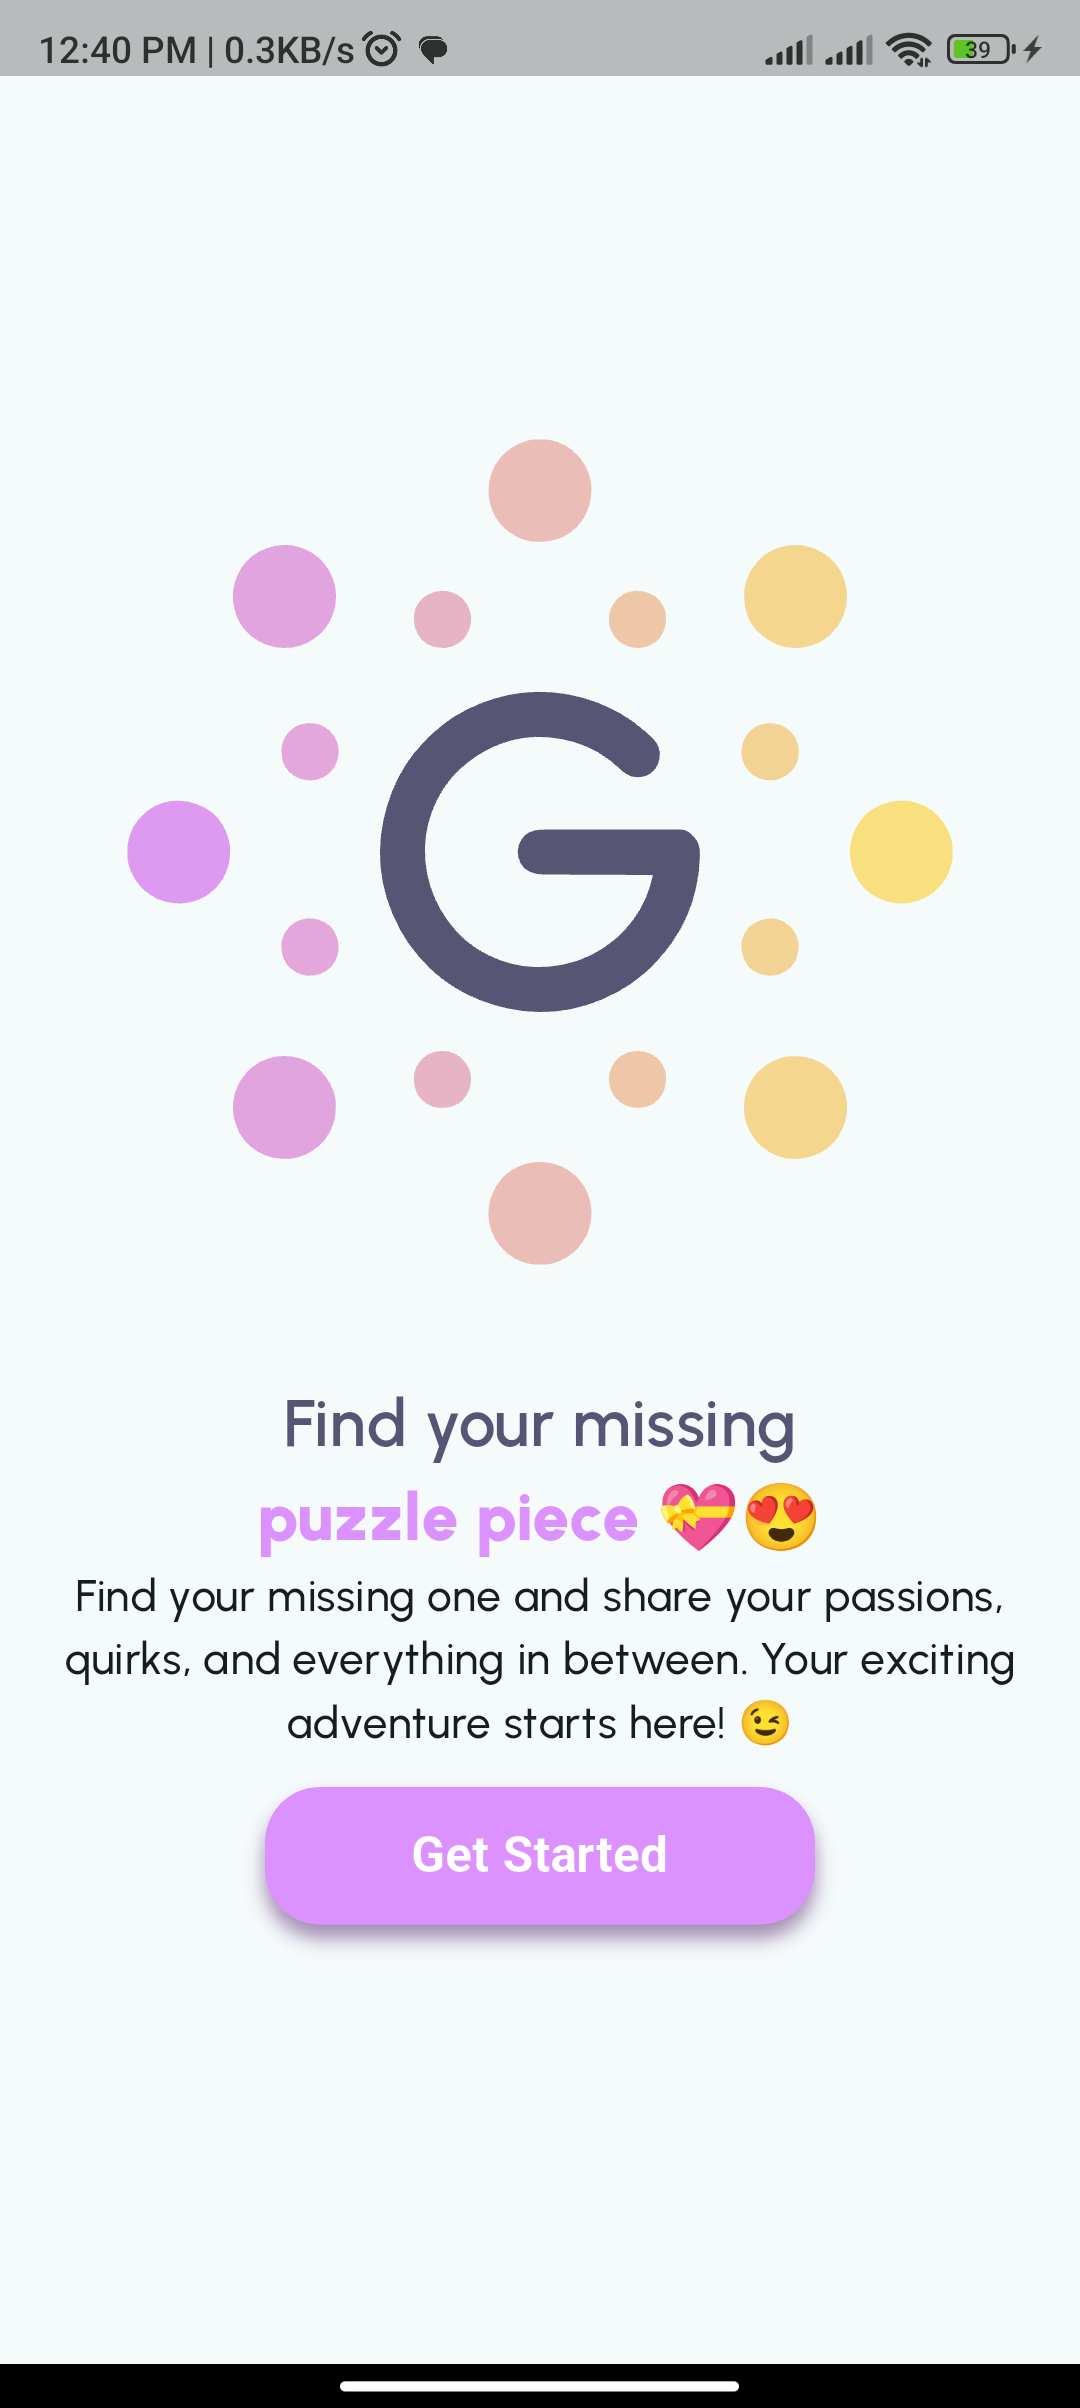 12:40 PM | 0.3KB/s
39
G
Find your missing
puzzle piece 💝😍
Find your missing one and share your passions,
quirks, and everything in between. Your exciting
adventure starts here! 😉
Get Started